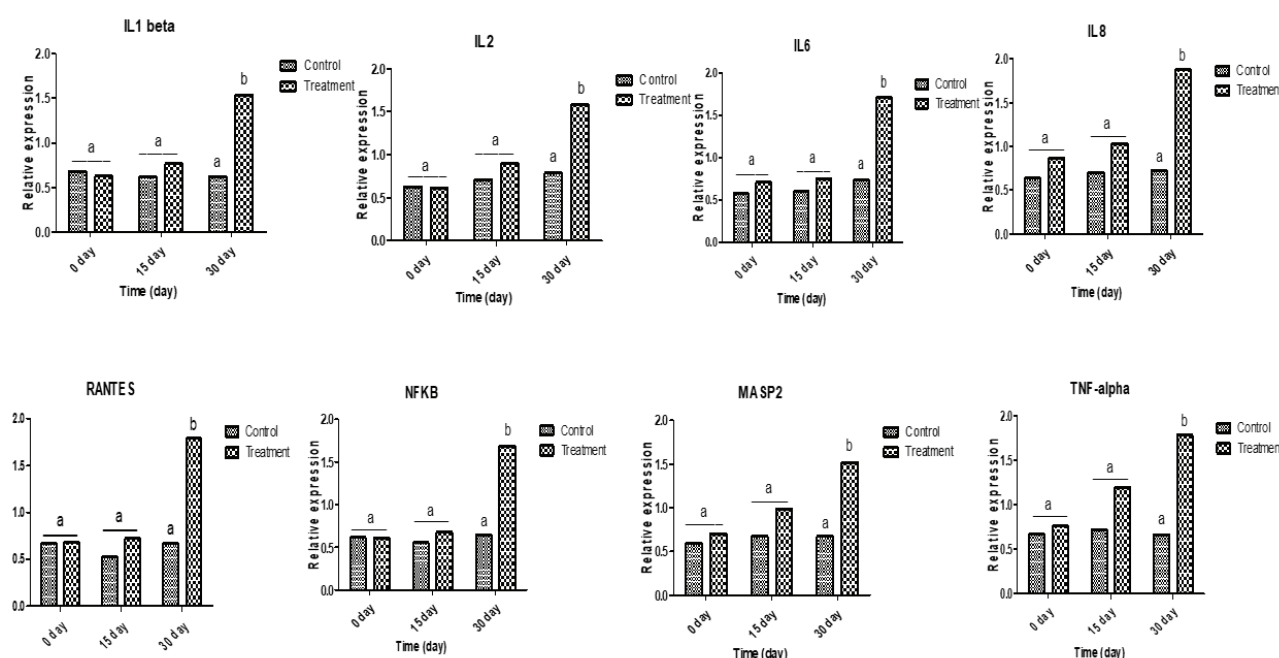 IL1 beta
Relative expression
2.0
1.5
1.0
0.5
0.0
a
a
a
b
Control
Treatment
0 day
15 day
30 day
Time (day)
IL2
Relative expression
2.0
1.5
1.0
0.5
0.0
a
a
a
b
Control
Treatment
0 day
15 day
30 day
Time (day)
IL6
Relative expression
2.0
1.5
1.0
0.5
0.0
a
a
a
b
Control
Treatment
0 day
15 day
30 day
Time (day)
IL8
Relative expression
2.0
1.5
1.0
0.5
0.0
a
a
a
b
Control
Treatment
0 day
15 day
30 day
Time (day)
RANTES
Relative expression
2.0
1.5
1.0
0.5
0.0
a
a
a
b
Control
Treatment
0 day
15 day
30 day
Time (day)
NFKB
Relative expression
2.0
1.5
1.0
0.5
0.0
a
a
a
b
Control
Treatment
0 day
15 day
30 day
Time (day)
MASP2
Relative expression
2.0
1.5
1.0
0.5
0.0
a
a
a
b
Control
Treatment
0 day
15 day
30 day
Time (day)
TNF-alpha
Relative expression
2.0
1.5
1.0
0.5
0.0
a
a
a
b
Control
Treatment
0 day
15 day
30 day
Time (day)